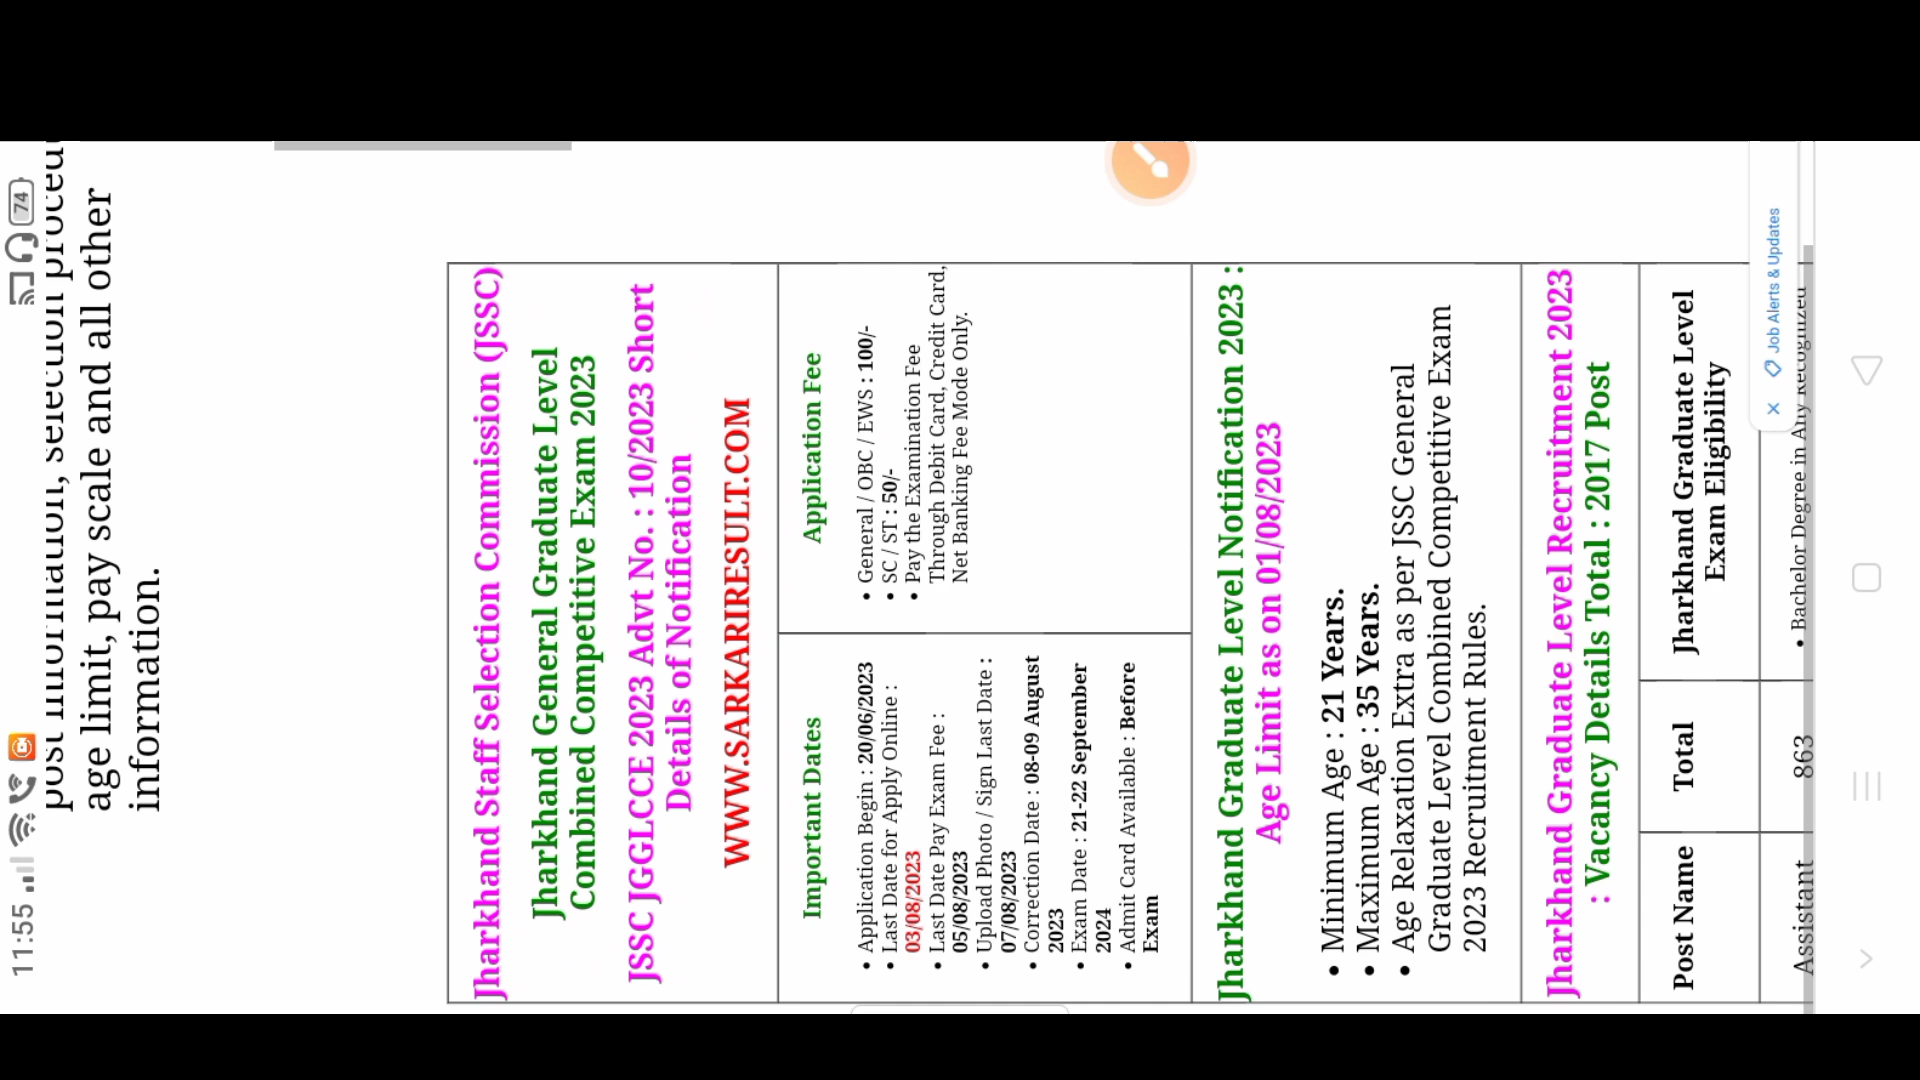 11:55
74
age limit, pay scale and all other
information.
Jharkhand Staff Selection Commission (JSSC)
Jharkhand General Graduate Level
Combined Competitive Exam 2023
JSSC JGGLCCE 2023 Advt No. : 10/2023 Short
Details of Notification
WWW.SARKARIRESULT.COM
Important Dates
• Application Begin : 20/06/2023
• Last Date for Apply Online :
03/08/2023
• Last Date Pay Exam Fee :
05/08/2023
• Upload Photo / Sign Last Date :
07/08/2023
• Correction Date : 08-09 August
2023
• Exam Date : 21-22 September
2024
• Admit Card Available : Before
Exam
Application Fee
• General / OBC / EWS : 100/-
• SC / ST : 50/-
• Pay the Examination Fee
Through Debit Card, Credit Card,
Net Banking Fee Mode Only.
Jharkhand Graduate Level Notification 2023 :
Age Limit as on 01/08/2023
• Minimum Age : 21 Years.
• Maximum Age : 35 Years.
• Age Relaxation Extra as per JSSC General
Graduate Level Combined Competitive Exam
2023 Recruitment Rules.
Jharkhand Graduate Level Recruitment 2023
: Vacancy Details Total : 2017 Post
Post Name
Total
Jharkhand Graduate Level
Exam Eligibility
Assistant
863
• Bachelor Degree in Any Recognized
× Job Alerts & Updates